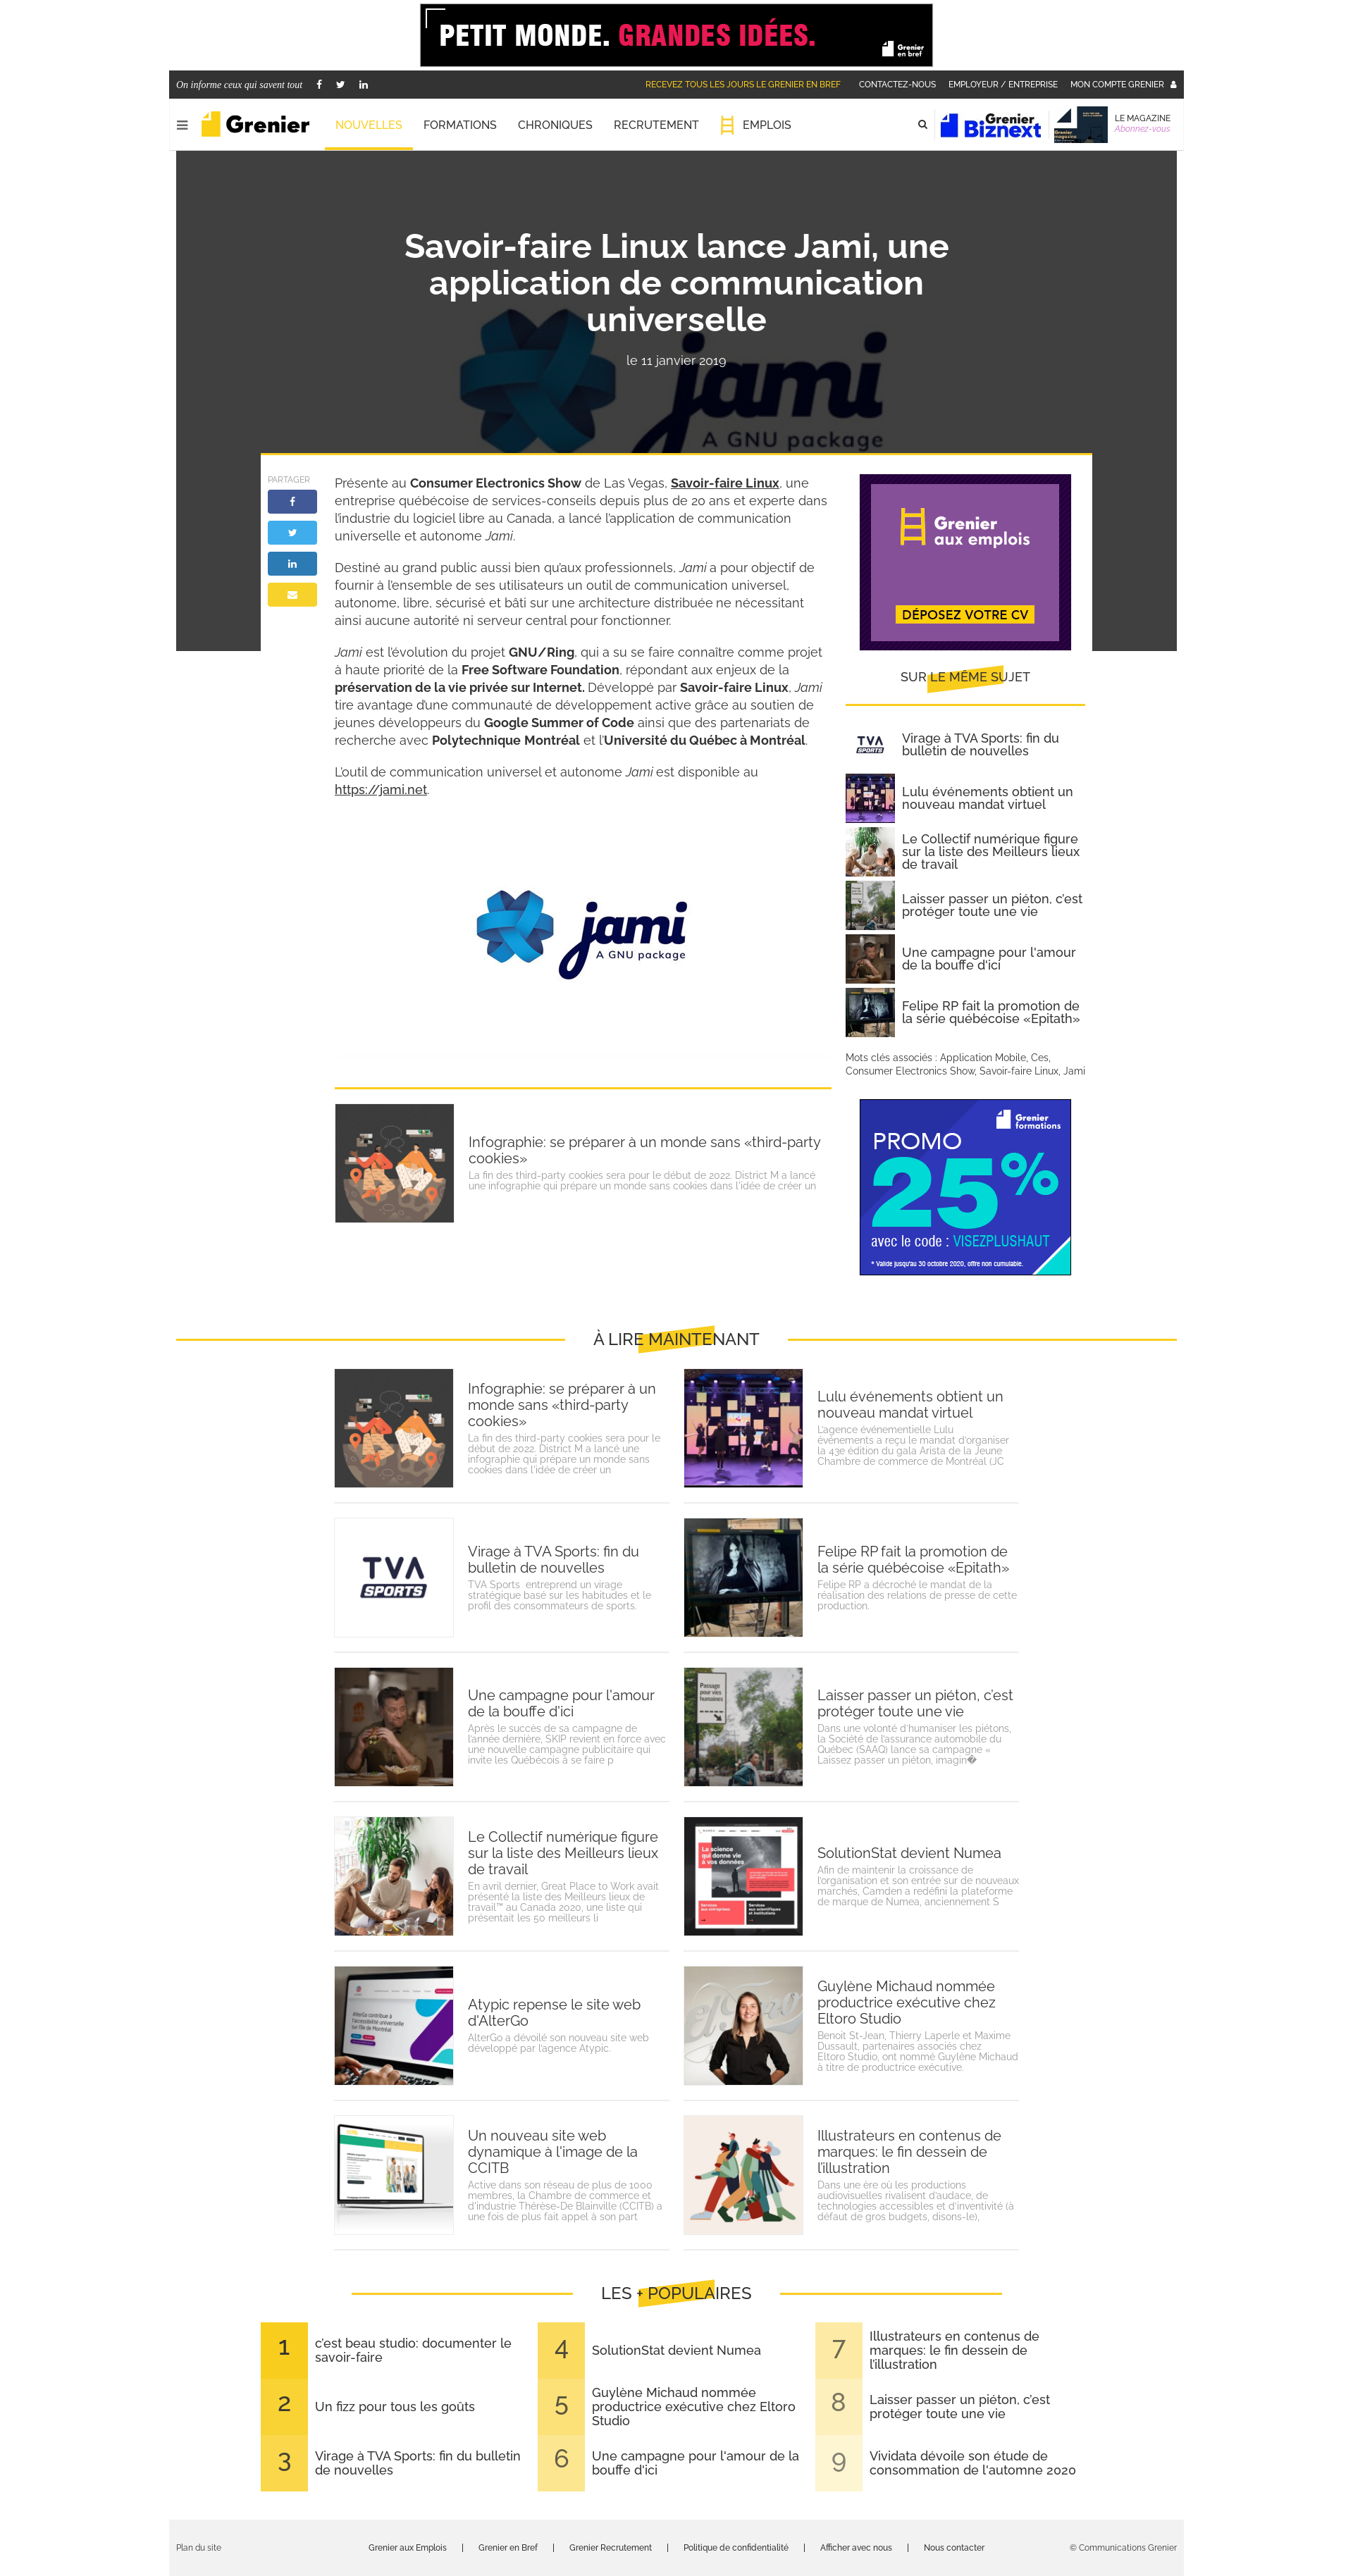 PETIT MONDE. GRANDES IDÉES.
Grenier
en bref
On informe ceux qui savent tout
RECEVEZ TOUS LES JOURS LE GRENIER EN BREF
CONTACTEZ-NOUS
EMPLOYEUR / ENTREPRISE
MON COMPTE GRENIER
Grenier
NOUVELLES
FORMATIONS
CHRONIQUES
RECRUTEMENT
EMPLOIS
Grenier
Biznext
LE MAGAZINE
Abonnez-vous
Savoir-faire Linux lance Jami, une
application de communication
universelle
le 11 janvier 2019
jami
A GNU package
PARTAGER
Présente au Consumer Electronics Show de Las Vegas, Savoir-faire Linux, une
entreprise québécoise de services-conseils depuis plus de 20 ans et experte dans
l'industrie du logiciel libre au Canada, a lancé l'application de communication
universelle et autonome Jami.
Destiné au grand public aussi bien qu'aux professionnels, Jami a pour objectif de
fournir à l'ensemble de ses utilisateurs un outil de communication universel,
autonome, libre, sécurisé et bâti sur une architecture distribuée ne nécessitant
ainsi aucune autorité ni serveur central pour fonctionner.
Jami est l'évolution du projet GNU/Ring, qui a su se faire connaître comme projet
à haute priorité de la Free Software Foundation, répondant aux enjeux de la
préservation de la vie privée sur Internet. Développé par Savoir-faire Linux, Jami
tire avantage d'une communauté de développement active grâce au soutien de
jeunes développeurs du Google Summer of Code ainsi que des partenariats de
recherche avec Polytechnique Montréal et l'Université du Québec à Montréal.
L'outil de communication universel et autonome Jami est disponible au
https://jami.net.
jami
A GNU package
Grenier
aux emplois
DÉPOSEZ VOTRE CV
SUR LE MÊME SUJET
TVA
SPORTS
Virage à TVA Sports: fin du
bulletin de nouvelles
Lulu événements obtient un
nouveau mandat virtuel
Le Collectif numérique figure
sur la liste des Meilleurs lieux
de travail
Laisser passer un piéton, c'est
protéger toute une vie
Une campagne pour l'amour
de la bouffe d'ici
Felipe RP fait la promotion de
la série québécoise «Epitath»
Mots clés associés : Application Mobile, Ces,
Consumer Electronics Show, Savoir-faire Linux, Jami
Infographie: se préparer à un monde sans «third-party
cookies»
La fin des third-party cookies sera pour le début de 2022. District M a lancé
une infographie qui prépare un monde sans cookies dans l'idée de créer un
Grenier
formations
PROMO
25%
avec le code : VISEZPLUSHAUT
* Valide jusqu'au 30 octobre 2020, offre non cumulable.
À LIRE MAINTENANT
Infographie: se préparer à un
monde sans «third-party
cookies»
La fin des third-party cookies sera pour le
début de 2022. District M a lancé une
infographie qui prépare un monde sans
cookies dans l'idée de créer un
Lulu événements obtient un
nouveau mandat virtuel
L'agence événementielle Lulu
événements a reçu le mandat d'organiser
la 43e édition du gala Arista de la Jeune
Chambre de commerce de Montréal (JC
TVA
SPORTS
Virage à TVA Sports: fin du
bulletin de nouvelles
TVA Sports entreprend un virage
stratégique basé sur les habitudes et le
profil des consommateurs de sports.
Felipe RP fait la promotion de
la série québécoise «Epitath»
Felipe RP a décroché le mandat de la
réalisation des relations de presse de cette
production.
Une campagne pour l'amour
de la bouffe d'ici
Après le succès de sa campagne de
l'année dernière, SKIP revient en force avec
une nouvelle campagne publicitaire qui
invite les Québécois à se faire p
Passage
pour vies
humaines
Laisser passer un piéton, c'est
protéger toute une vie
Dans une volonté d'humaniser les piétons,
la Société de l'assurance automobile du
Québec (SAAQ) lance sa campagne «
Laissez passer un piéton, imagin�
Le Collectif numérique figure
sur la liste des Meilleurs lieux
de travail
En avril dernier, Great Place to Work avait
présenté la liste des Meilleurs lieux de
travail™ au Canada 2020, une liste qui
présentait les 50 meilleurs li
La science
qui donne vie
à vos données
SolutionStat devient Numea
Afin de maintenir la croissance de
l'organisation et son entrée sur de nouveaux
marchés, Camden a redéfini la plateforme
de marque de Numea, anciennement S
AlterGo contribue à
l'accessibilité universelle
sur l'île de Montréal
Atypic repense le site web
d'AlterGo
AlterGo a dévoilé son nouveau site web
développé par l'agence Atypic.
Guylène Michaud nommée
productrice exécutive chez
Eltoro Studio
Benoit St-Jean, Thierry Laperle et Maxime
Dussault, partenaires associés chez
Eltoro Studio, ont nommé Guylène Michaud
à titre de productrice exécutive.
Un nouveau site web
dynamique à l'image de la
CCITB
Active dans son réseau de plus de 1000
membres, la Chambre de commerce et
d'industrie Thérèse-De Blainville (CCITB) a
une fois de plus fait appel à son part
Illustrateurs en contenus de
marques: le fin dessein de
l'illustration
Dans une ère où les productions
audiovisuelles rivalisent d'audace, de
technologies accessibles et d'inventivité (à
défaut de gros budgets, disons-le),
LES + POPULAIRES
1
c'est beau studio: documenter le
savoir-faire
2
Un fizz pour tous les goûts
3
Virage à TVA Sports: fin du bulletin
de nouvelles
4
SolutionStat devient Numea
5
Guylène Michaud nommée
productrice exécutive chez Eltoro
Studio
6
Une campagne pour l'amour de la
bouffe d'ici
7
Illustrateurs en contenus de
marques: le fin dessein de
l'illustration
8
Laisser passer un piéton, c'est
protéger toute une vie
9
Vividata dévoile son étude de
consommation de l'automne 2020
Plan du site
Grenier aux Emplois | Grenier en Bref | Grenier Recrutement | Politique de confidentialité | Afficher avec nous | Nous contacter
© Communications Grenier